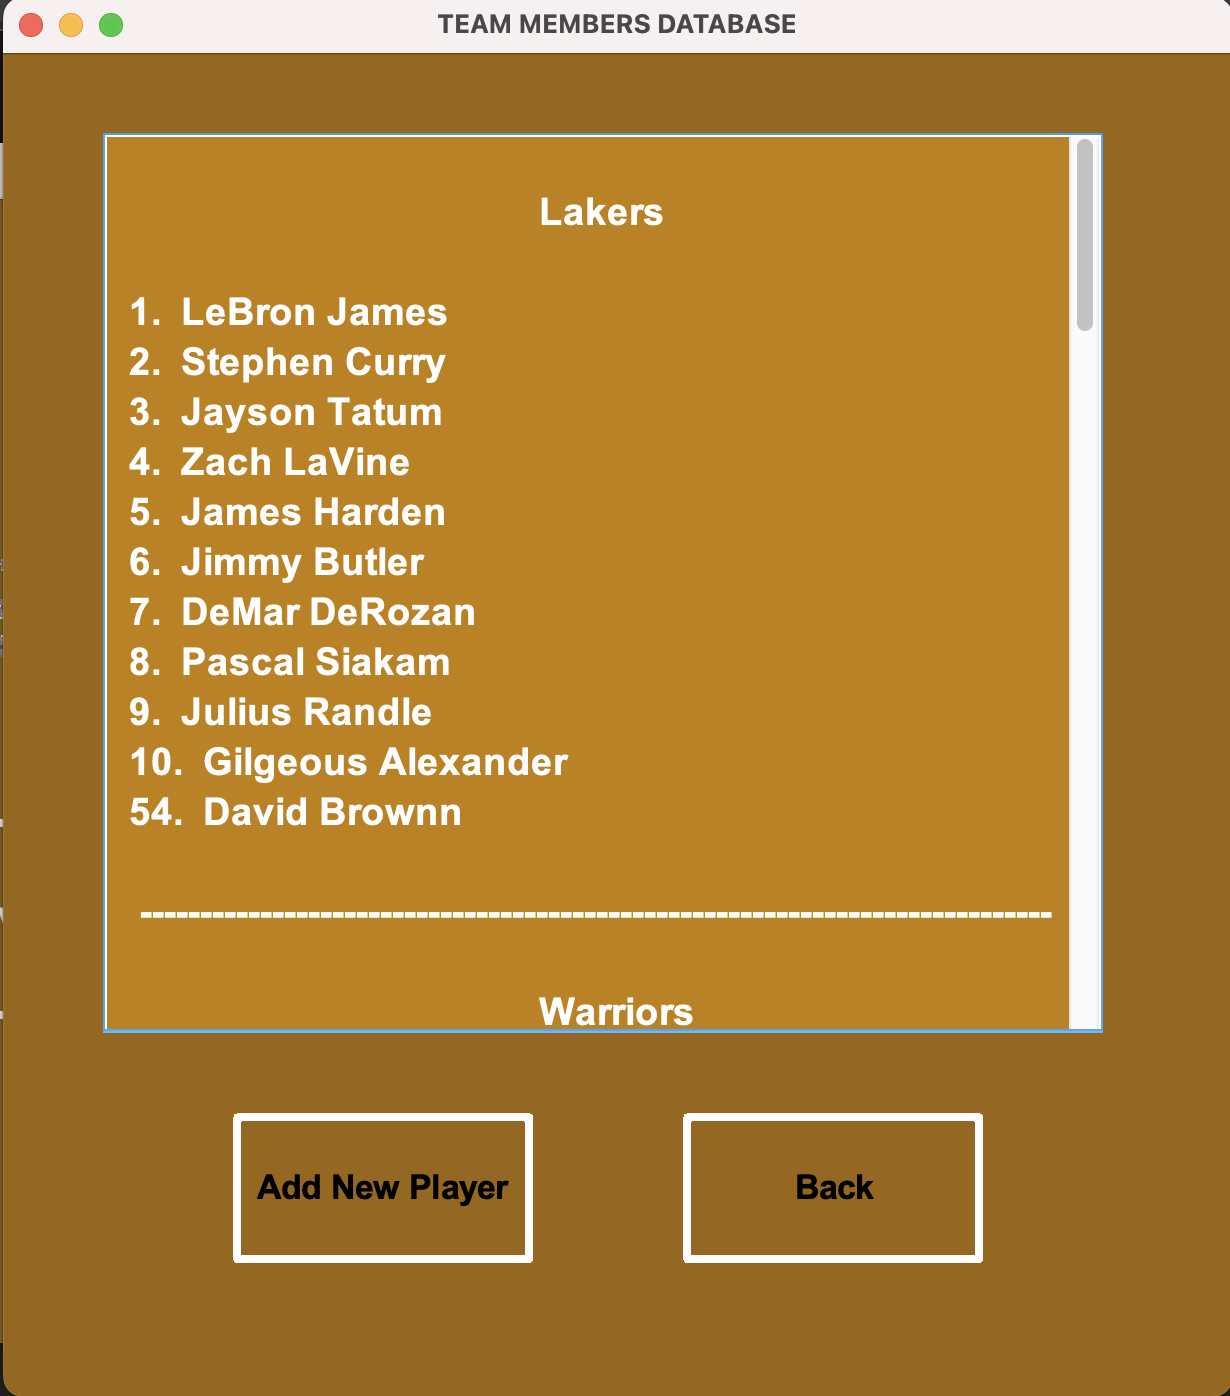 TEAM MEMBERS DATABASE
Lakers
1. LeBron James
2. Stephen Curry
3. Jayson Tatum
4. Zach LaVine
5. James Harden
6. Jimmy Butler
7. DeMar DeRozan
8. Pascal Siakam
9. Julius Randle
10. Gilgeous Alexander
54. David Brownn
----------------------------------------------------------------------------
Warriors
Add New Player
Back